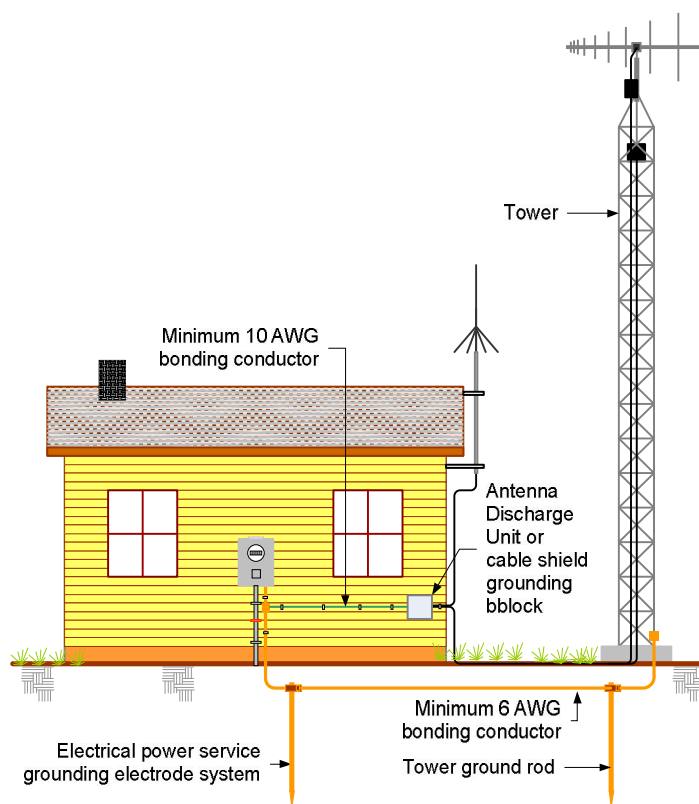 Tower
Minimum 10 AWG
bonding conductor
Antenna
Discharge
Unit or
cable shield
grounding
bblock
Minimum 6 AWG
bonding conductor
Electrical power service
grounding electrode system
Tower ground rod